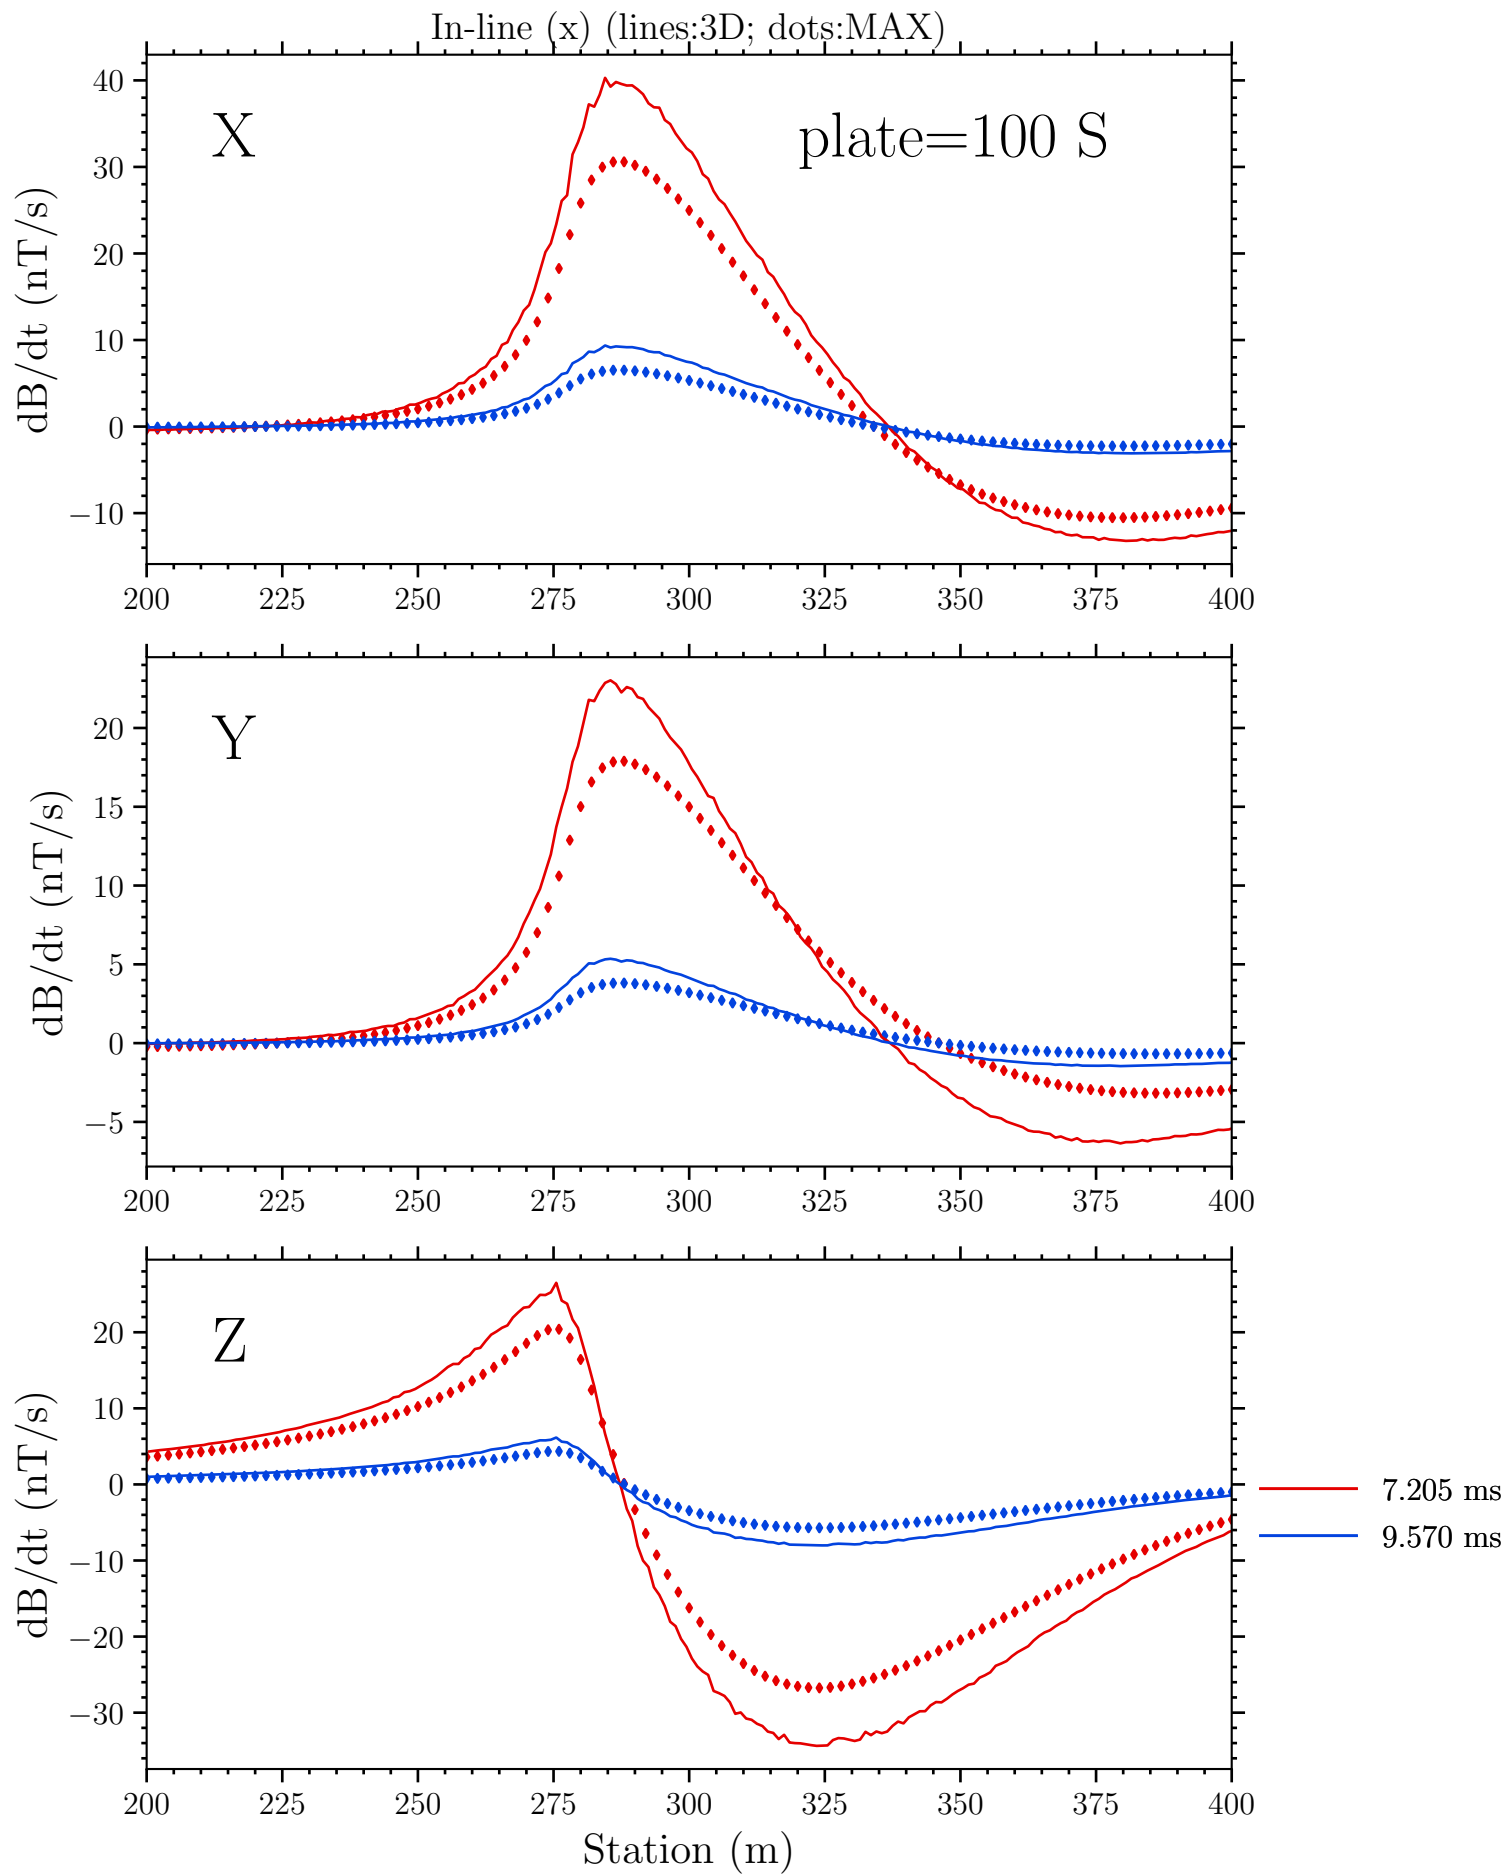 In-line (x) (lines:3D; dots:MAX)
X
plate=100 S
dB/dt (nT/s)
40
30
20
10
0
−10
200 225 250 275 300 325 350 375 400
Y
dB/dt (nT/s)
20
15
10
5
0
−5
200 225 250 275 300 325 350 375 400
Z
dB/dt (nT/s)
20
10
0
−10
−20
−30
200 225 250 275 300 325 350 375 400
Station (m)
7.205 ms
9.570 ms